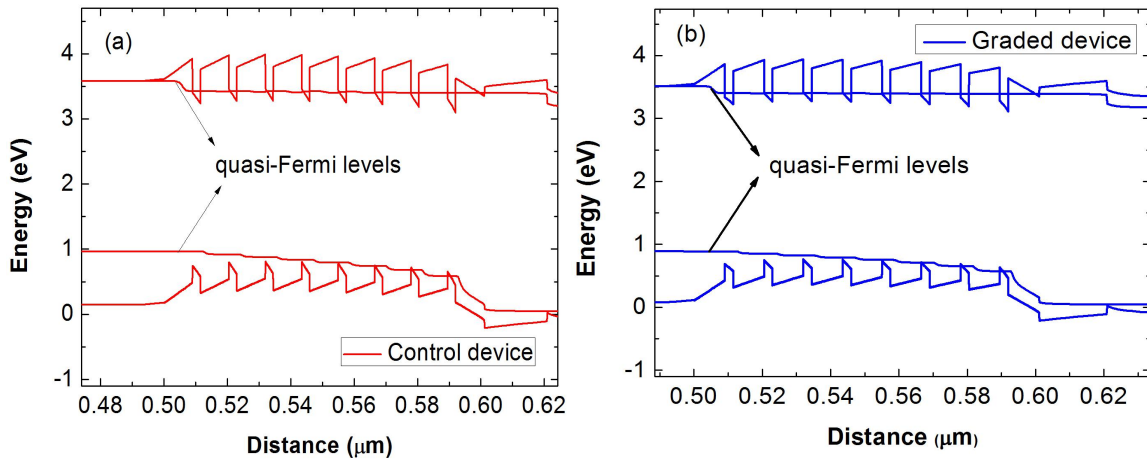 (a)
quasi-Fermi levels
Control device
Energy (eV)
4
3
2
1
0
-1
0.48 0.50 0.52 0.54 0.56 0.58 0.60 0.62
Distance (μm)
(b)
Graded device
quasi-Fermi levels
Energy (eV)
4
3
2
1
0
-1
0.50 0.52 0.54 0.56 0.58 0.60 0.62
Distance (μm)